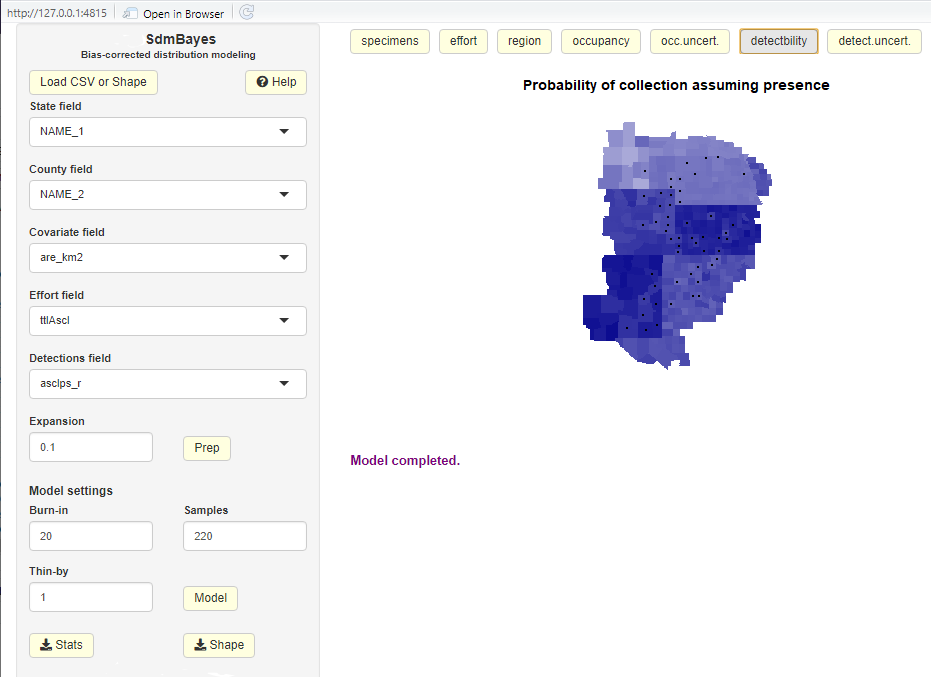 http://127.0.0.1:4815 Open in Browser
SdmBayes
Bias-corrected distribution modeling
Load CSV or Shape Help
State field
NAME_1
County field
NAME_2
Covariate field
are_km2
Effort field
ttlAscl
Detections field
asclps_r
Expansion
0.1 Prep
Model settings
Burn-in Samples
20 220
Thin-by
1 Model
Stats Shape
specimens effort region occupancy occ.uncert. detectbility detect.uncert.
Probability of collection assuming presence
Model completed.